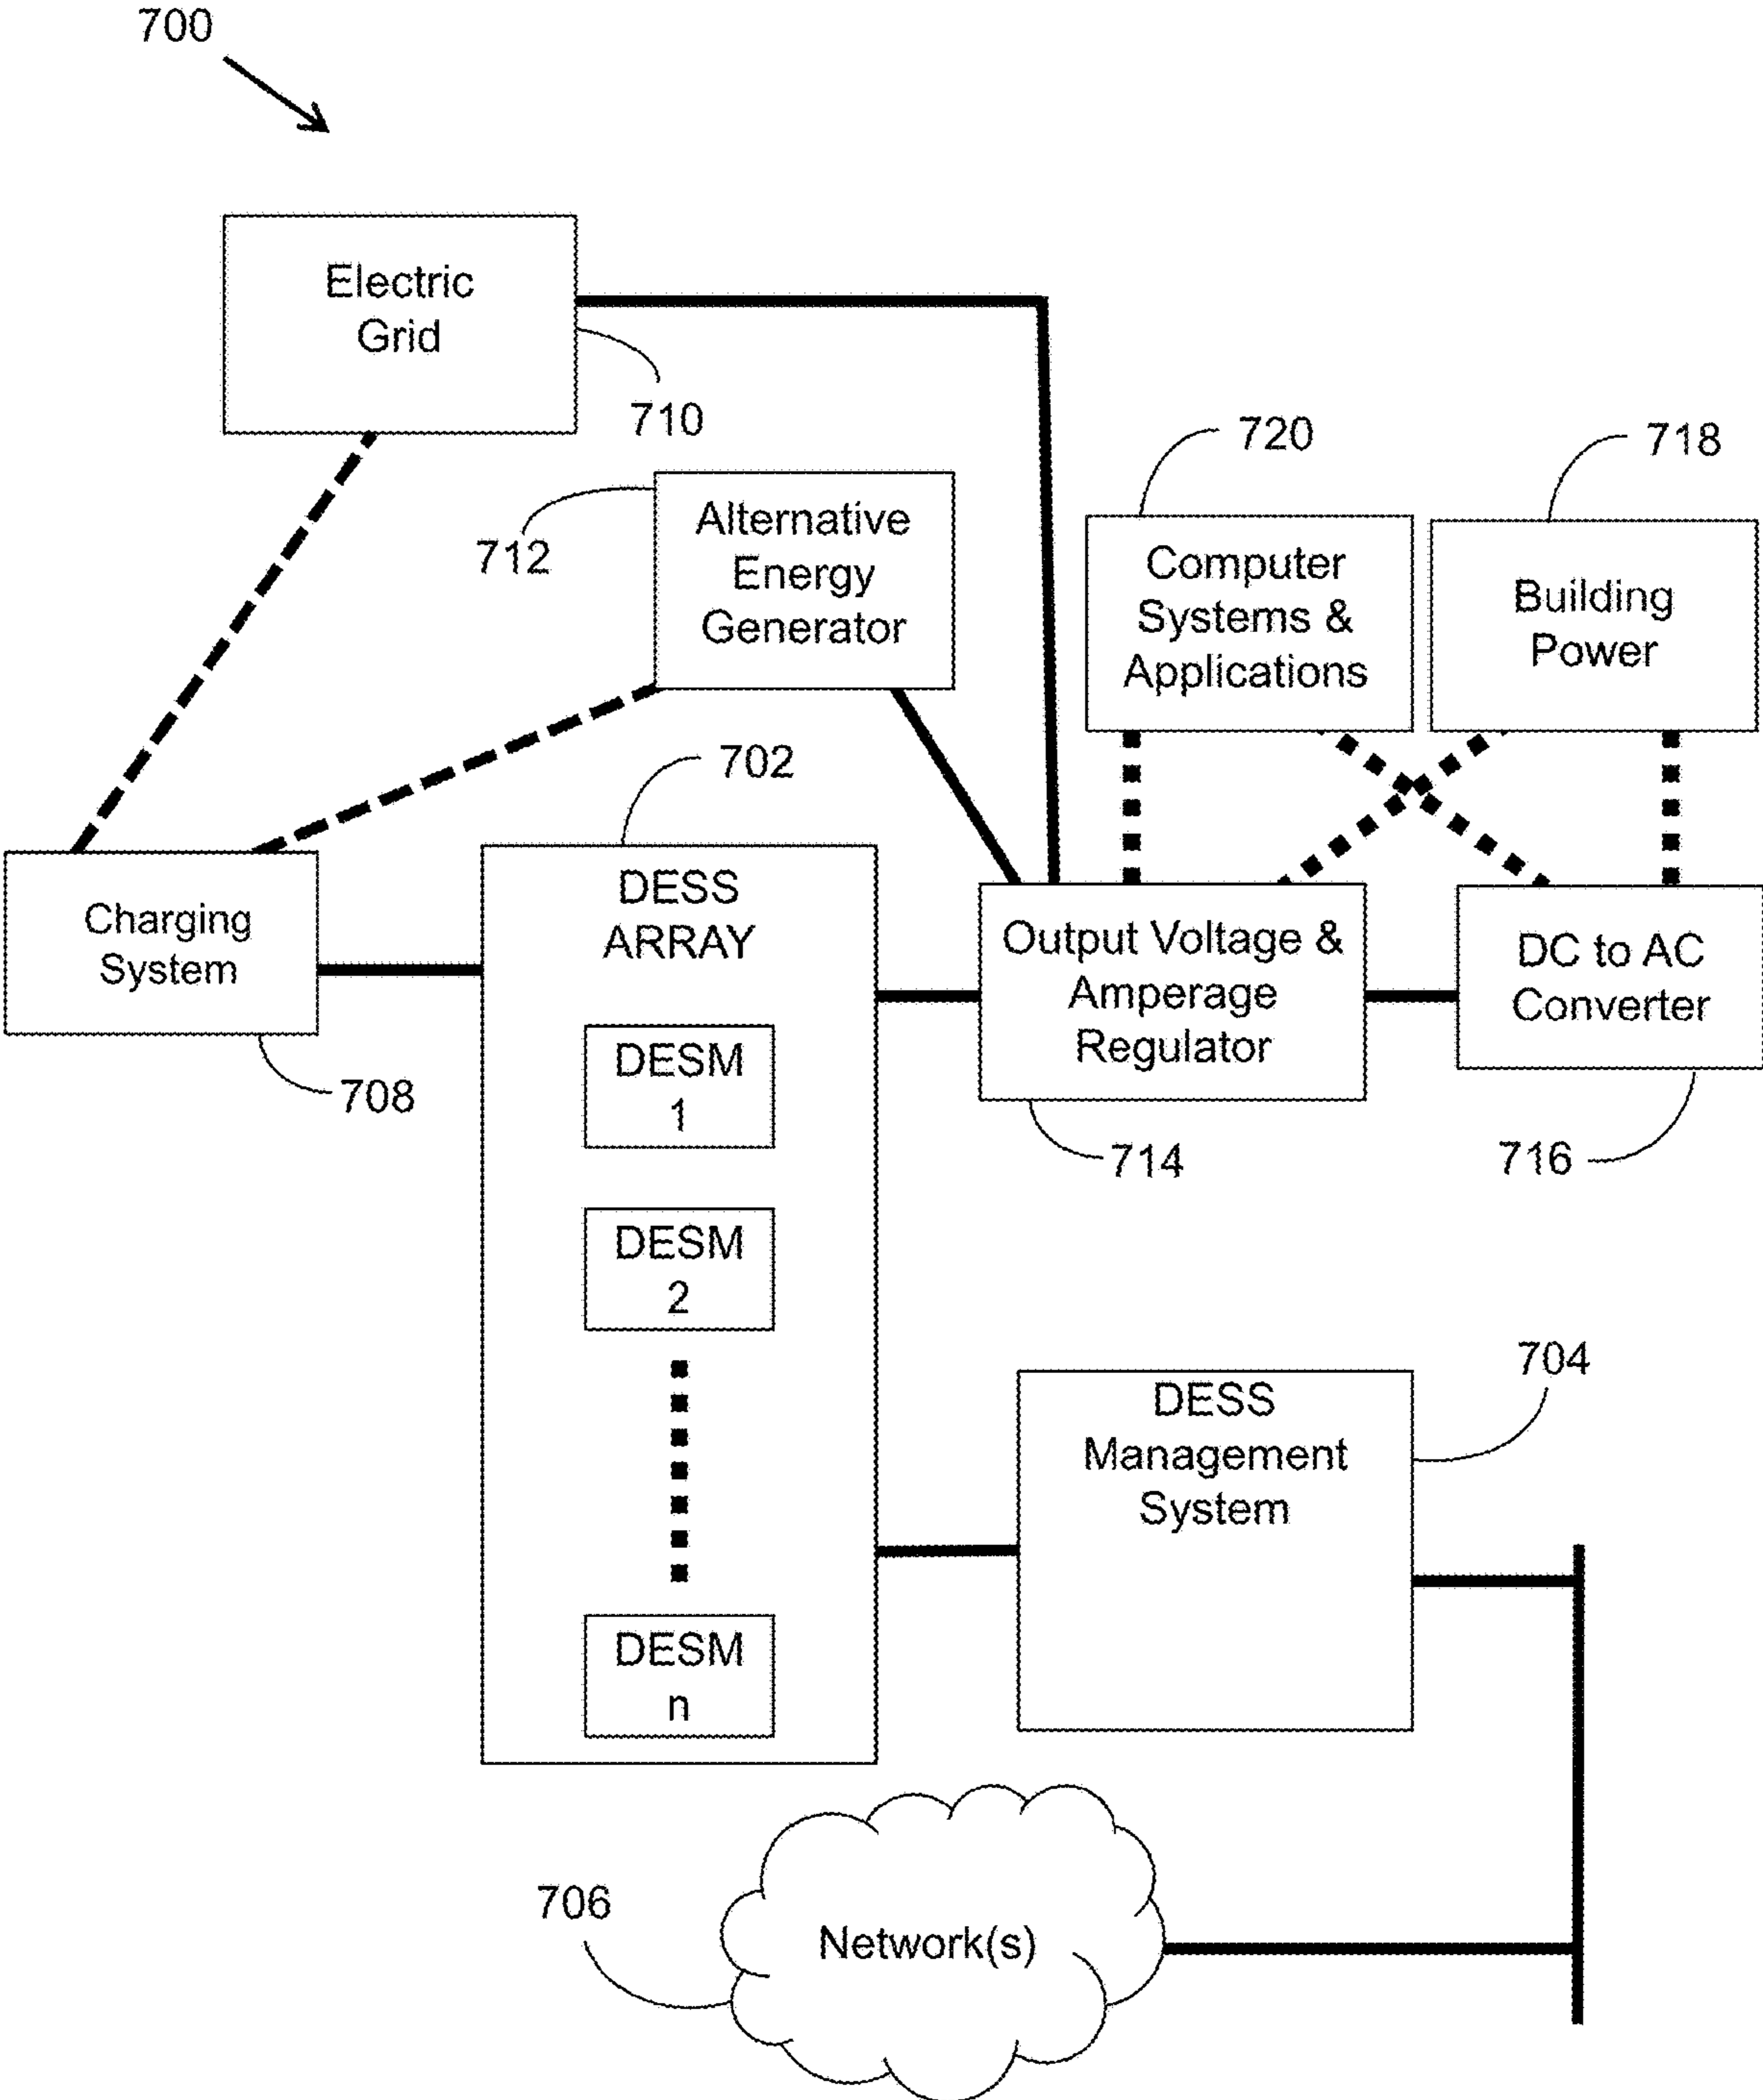 700
Electric
Grid
710
720
718
Alternative
Energy
Generator
712
Computer
Systems &
Applications
Building
Power
702
Charging
System
708
DESS
ARRAY
DESM
1
DESM
2
DESM
n
Output Voltage &
Amperage
Regulator
714
DC to AC
Converter
716
704
DESS
Management
System
706
Network(s)